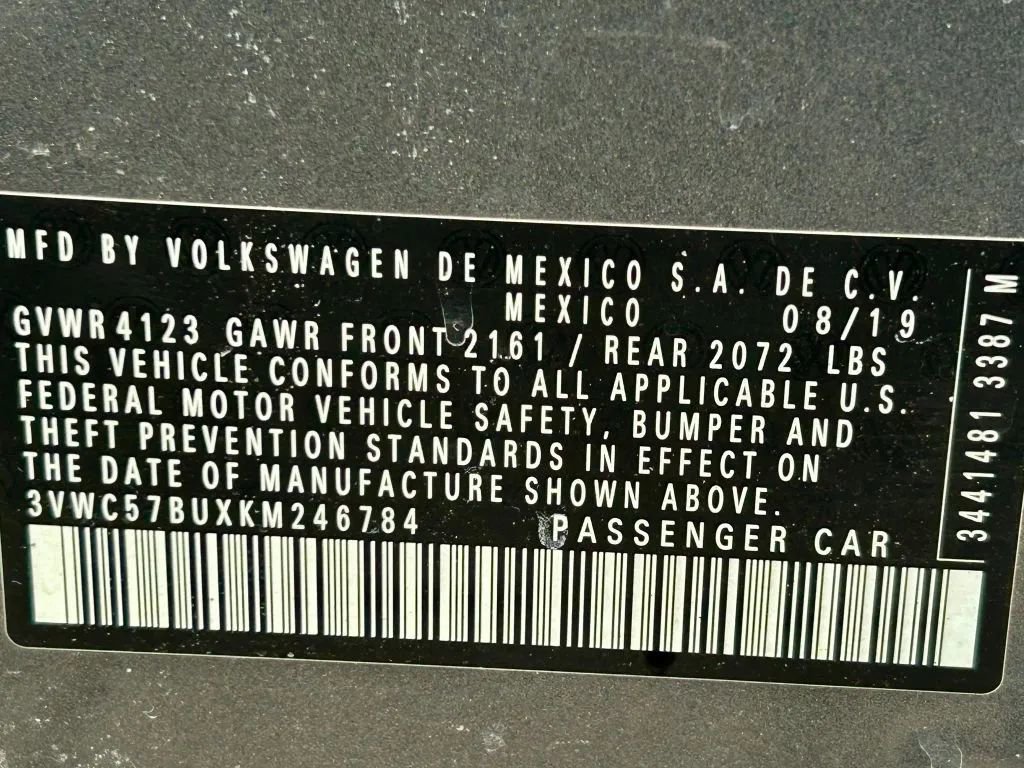 MFD BY VOLKSWAGEN DE MEXICO S.A. DE C.V.
MEXICO 08/19
GVWR 4123 GAWR FRONT 2161 / REAR 2072 LBS
THIS VEHICLE CONFORMS TO ALL APPLICABLE U.S.
FEDERAL MOTOR VEHICLE SAFETY, BUMPER AND
THEFT PREVENTION STANDARDS IN EFFECT ON
THE DATE OF MANUFACTURE SHOWN ABOVE.
3VWC57BUXKM246784 PASSENGER CAR
3441481 3387 M